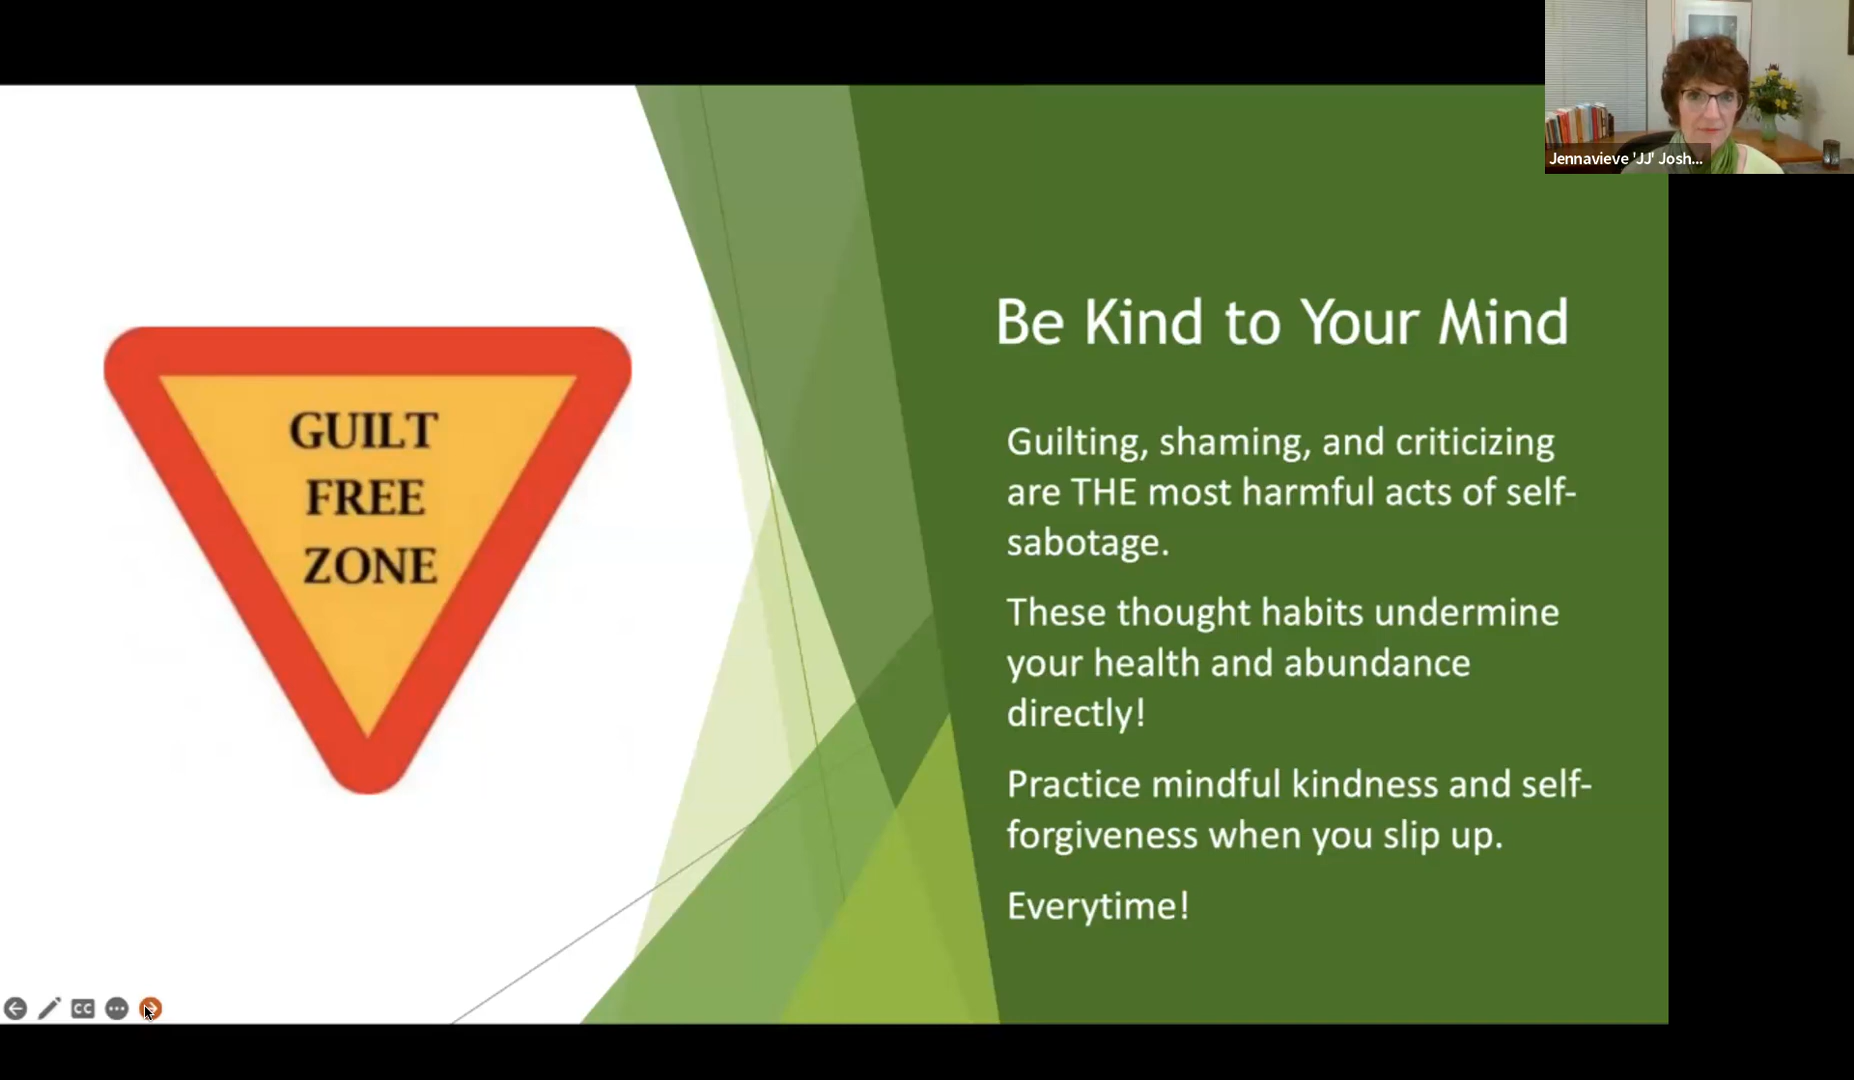 Jennavieve 'JJ' Josh...
GUILT
FREE
ZONE
Be Kind to Your Mind
Guilting, shaming, and criticizing
are THE most harmful acts of self-
sabotage.
These thought habits undermine
your health and abundance
directly!
Practice mindful kindness and self-
forgiveness when you slip up.
Everytime!
CC